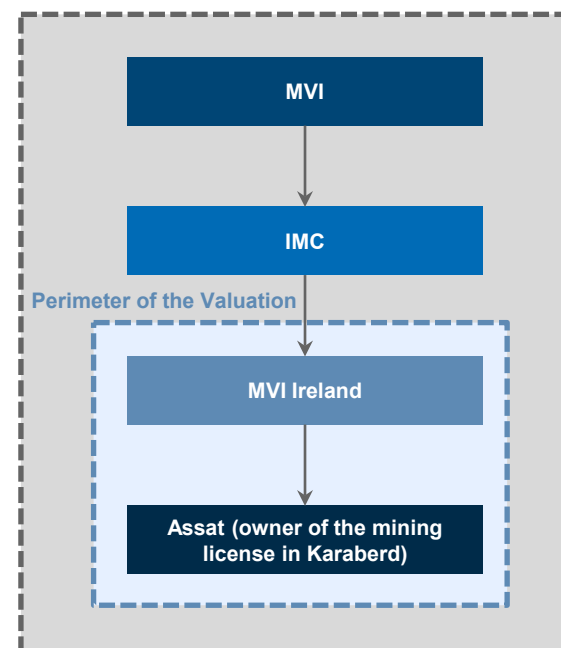 MVI
IMC
Perimeter of the Valuation
MVI Ireland
Assat (owner of the mining
license in Karaberd)